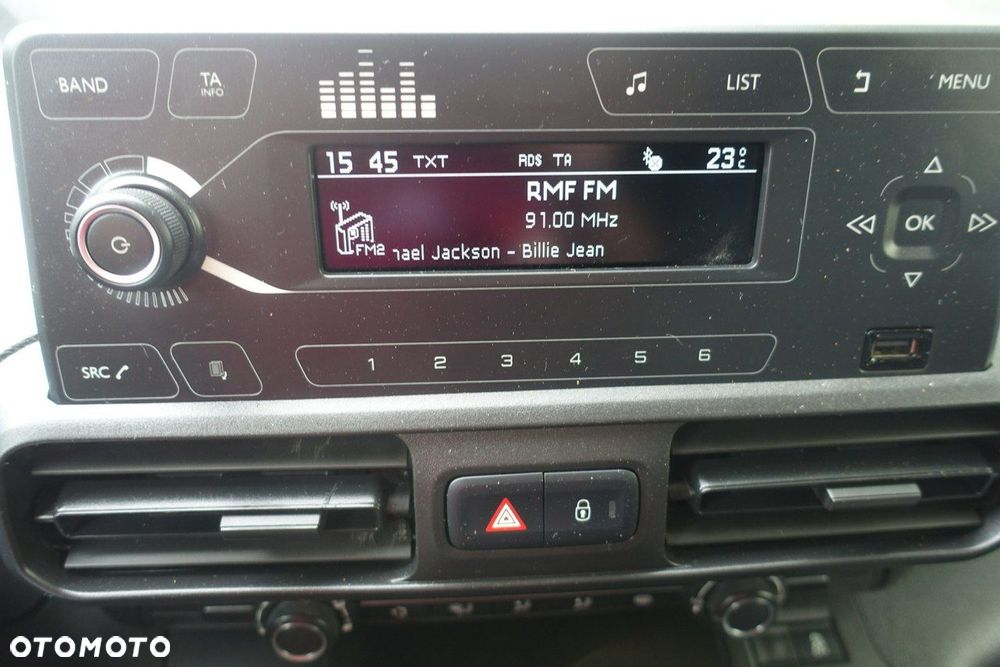 BAND
TA
INFO
LIST
MENU
15 45 TXT RDS TA 23°C
RMF FM
91.00 MHz
FM2
ael Jackson - Billie Jean
OK
SRC
1 2 3 4 5 6
OTOMOTO